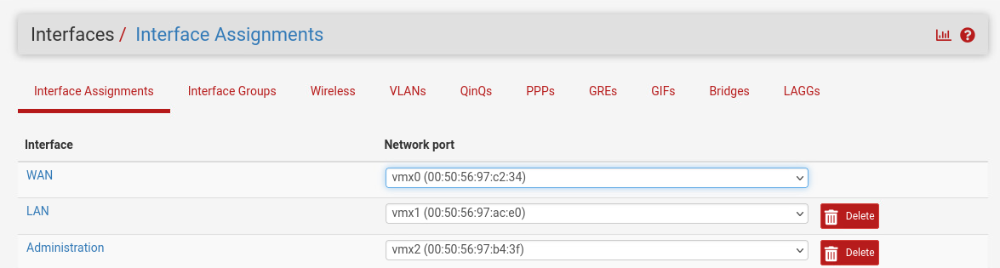 Interfaces / Interface Assignments
Interface Assignments Interface Groups Wireless VLANs QinQs PPPs GREs GIFs Bridges LAGGs
Interface Network port
WAN vmx0 (00:50:56:97:c2:34)
LAN vmx1 (00:50:56:97:ac:e0) Delete
Administration vmx2 (00:50:56:97:b4:3f) Delete